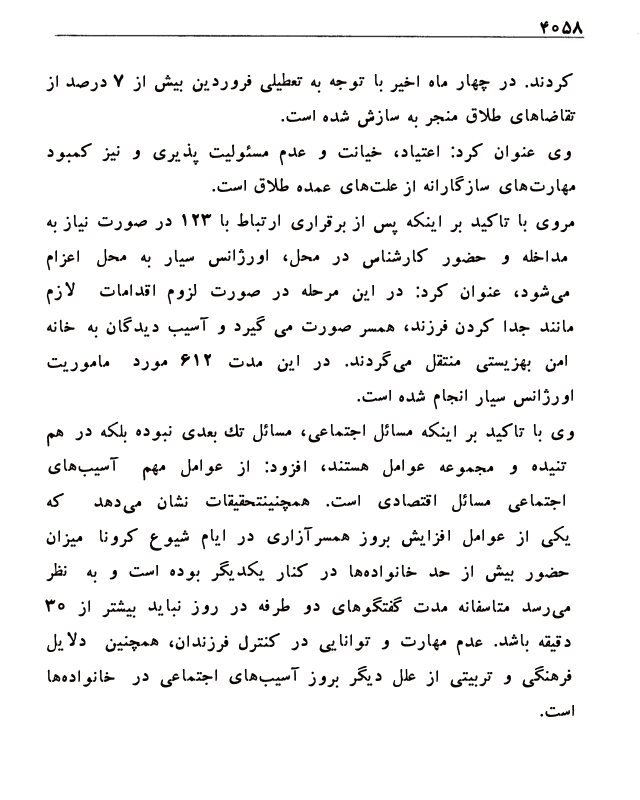 ۴۰۵۸
کردند. در چهار ماه اخیر با توجه به تعطیلی فروردین بیش از ۷ درصد از
تقاضاهای طلاق منجر به سازش شده است.
وی عنوان کرد: اعتیاد، خیانت و عدم مسئولیت پذیری و نیز کمبود
مهارت‌های سازگارانه از علت‌های عمده طلاق است.
مروی با تاکید بر اینکه پس از برقراری ارتباط با ۱۲۳ در صورت نیاز به
مداخله و حضور کارشناس در محل، اورژانس سیار به محل اعزام
می‌شود، عنوان کرد: در این مرحله در صورت لزوم اقدامات لازم
مانند جدا کردن فرزند، همسر صورت می گیرد و آسیب دیدگان به خانه
امن بهزیستی منتقل می‌گردند. در این مدت ۶۱۲ مورد ماموریت
اورژانس سیار انجام شده است.
وی با تاکید بر اینکه مسائل اجتماعی، مسائل تك بعدی نبوده بلکه در هم
تنیده و مجموعه عوامل هستند، افزود: از عوامل مهم آسیب‌های
اجتماعی مسائل اقتصادی است. همچنینتحقیقات نشان می‌دهد که
یکی از عوامل افزایش بروز همسرآزاری در ایام شیوع کرونا میزان
حضور بیش از حد خانواده‌ها در کنار یکدیگر بوده است و به نظر
می‌رسد متاسفانه مدت گفتگوهای دو طرفه در روز نباید بیشتر از ۳۰
دقیقه باشد. عدم مهارت و توانایی در کنترل فرزندان، همچنین دلایل
فرهنگی و تربیتی از علل دیگر بروز آسیب‌های اجتماعی در خانواده‌ها
است.